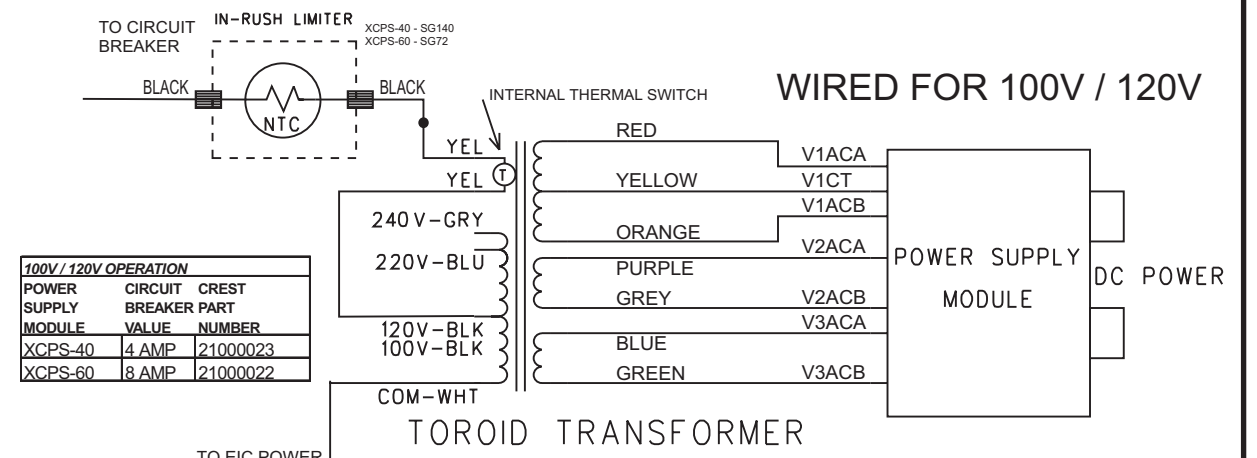 TO CIRCUIT
BREAKER
IN-RUSH LIMITER
XCPS-40 - SG140
XCPS-60 - SG72
BLACK
NTC
BLACK
INTERNAL THERMAL SWITCH
WIRED FOR 100V / 120V
YEL
T
YEL
240V-GRY
220V-BLU
120V-BLK
100V-BLK
COM-WHT
RED
YELLOW
ORANGE
PURPLE
GREY
BLUE
GREEN
V1ACA
V1CT
V1ACB
V2ACA
V2ACB
V3ACA
V3ACB
POWER SUPPLY
MODULE
DC POWER
100V / 120V OPERATION
POWER CIRCUIT CREST
SUPPLY BREAKER PART
MODULE VALUE NUMBER
XCPS-40 4 AMP 21000023
XCPS-60 8 AMP 21000022
TOROID TRANSFORMER
TO EIC POWER